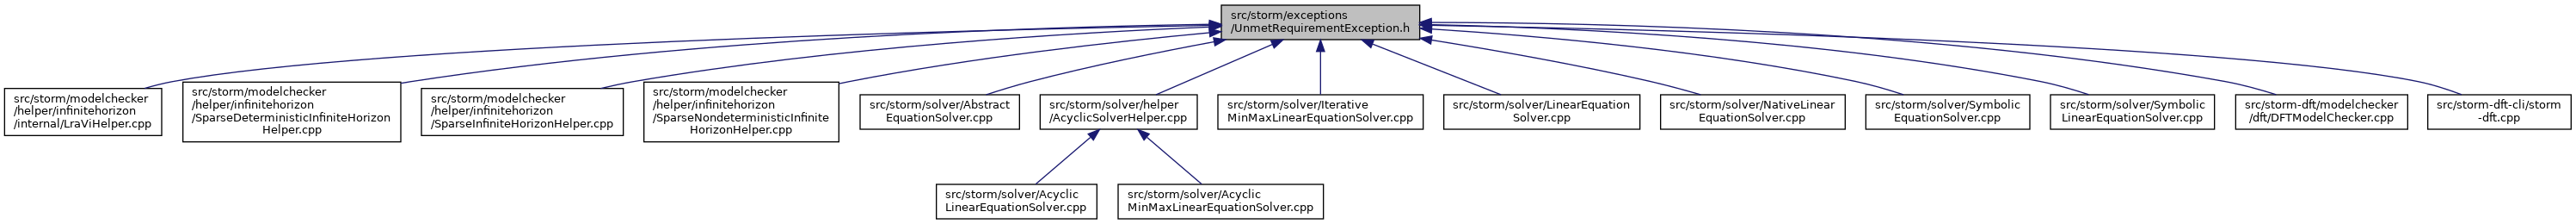 src/storm/exceptions
/UnmetRequirementException.h
src/storm/modelchecker
/helper/infinitehorizon
/internal/LraViHelper.cpp
src/storm/modelchecker
/helper/infinitehorizon
/SparseDeterministicInfiniteHorizon
Helper.cpp
src/storm/modelchecker
/helper/infinitehorizon
/SparseInfiniteHorizonHelper.cpp
src/storm/modelchecker
/helper/infinitehorizon
/SparseNondeterministicInfinite
HorizonHelper.cpp
src/storm/solver/Abstract
EquationSolver.cpp
src/storm/solver/helper
/AcyclicSolverHelper.cpp
src/storm/solver/Iterative
MinMaxLinearEquationSolver.cpp
src/storm/solver/LinearEquation
Solver.cpp
src/storm/solver/NativeLinear
EquationSolver.cpp
src/storm/solver/Symbolic
EquationSolver.cpp
src/storm/solver/Symbolic
LinearEquationSolver.cpp
src/storm-dft/modelchecker
/dft/DFTModelChecker.cpp
src/storm-dft-cli/storm
-dft.cpp
src/storm/solver/Acyclic
LinearEquationSolver.cpp
src/storm/solver/Acyclic
MinMaxLinearEquationSolver.cpp